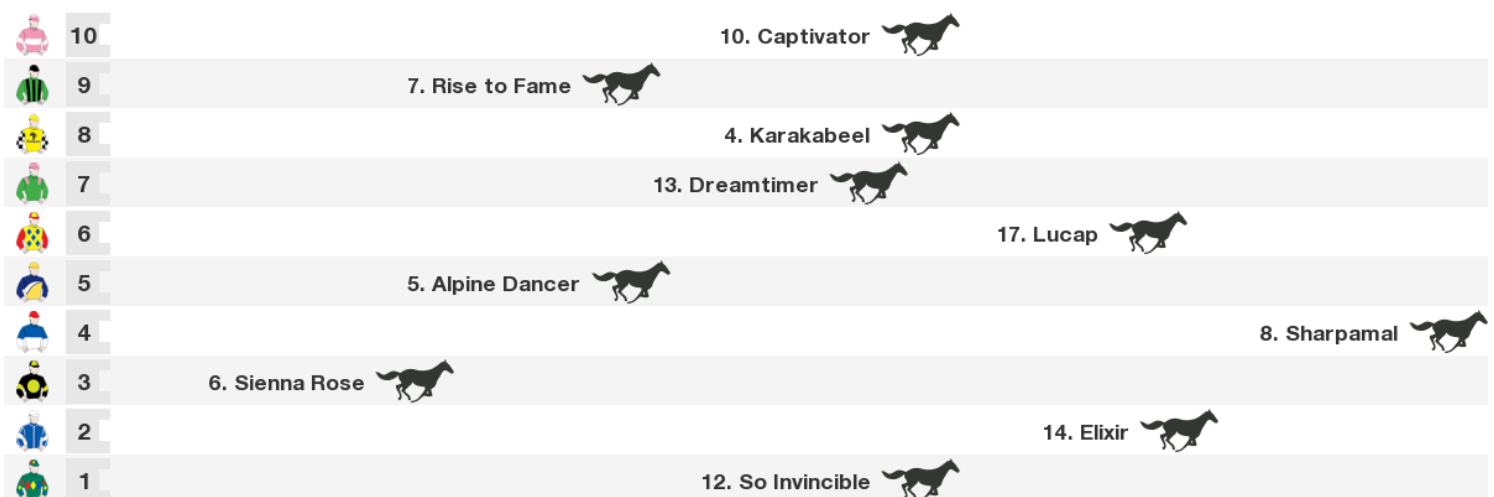 10 10. Captivator
9 7. Rise to Fame
8 4. Karakabeel
7 13. Dreamtimer
6 17. Lucap
5 5. Alpine Dancer
4 8. Sharpamal
3 6. Sienna Rose
2 14. Elixir
1 12. So Invincible